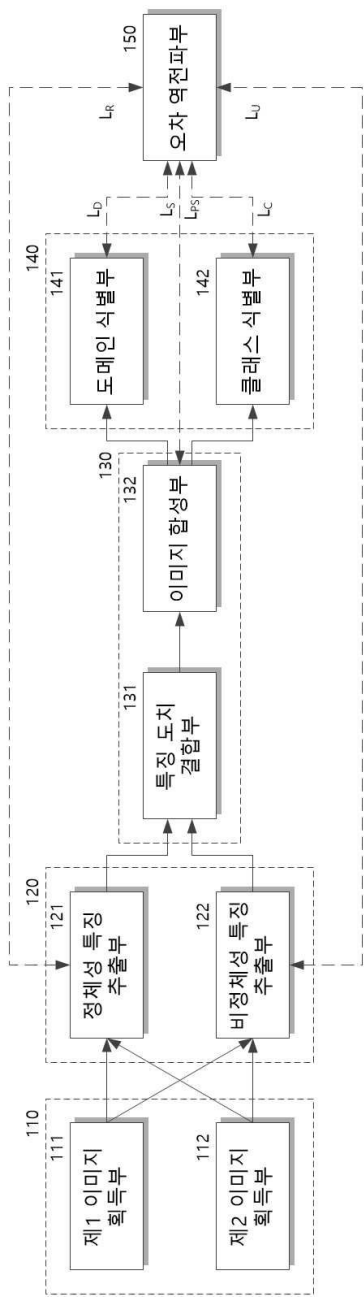 110
111
제1 이미지
획득부
112
제2 이미지
획득부
120
121
정체성 특징
추출부
122
비정체성 특징
추출부
130
131
특징 도치
결합부
132
이미지 합성부
140
141
도메인 식별부
142
클래스 식별부
L_R
L_D
L_S
L_PS
L_C
L_U
150
오차 역전파부